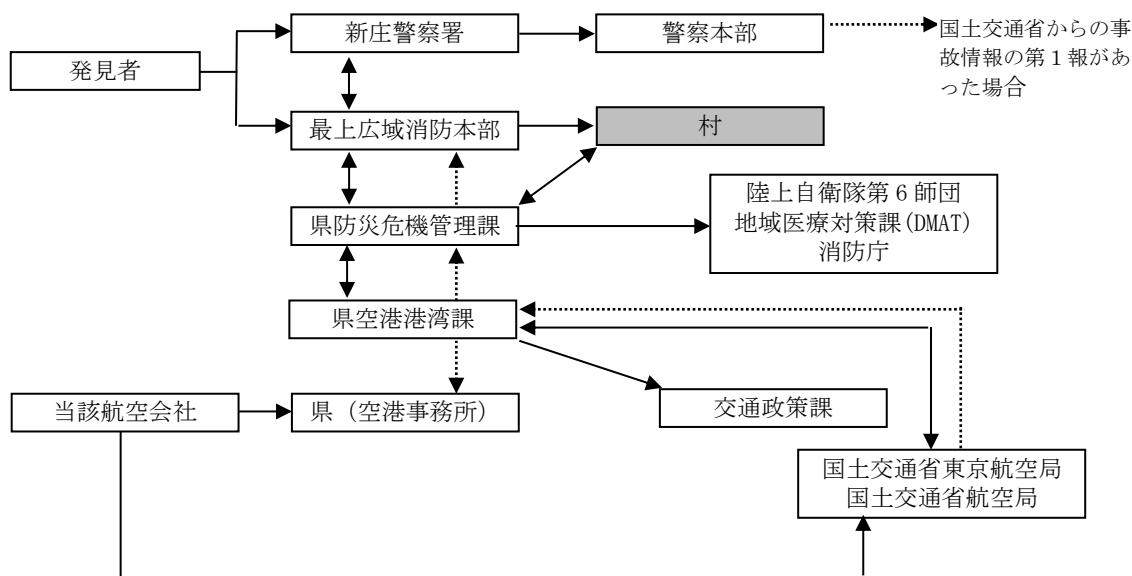 新庄警察署
警察本部
国土交通省からの事
故情報の第１報があ
った場合
発見者
最上広域消防本部
村
県防災危機管理課
陸上自衛隊第６師団
地域医療対策課(DMAT)
消防庁
県空港港湾課
当該航空会社
県（空港事務所）
交通政策課
国土交通省東京航空局
国土交通省航空局